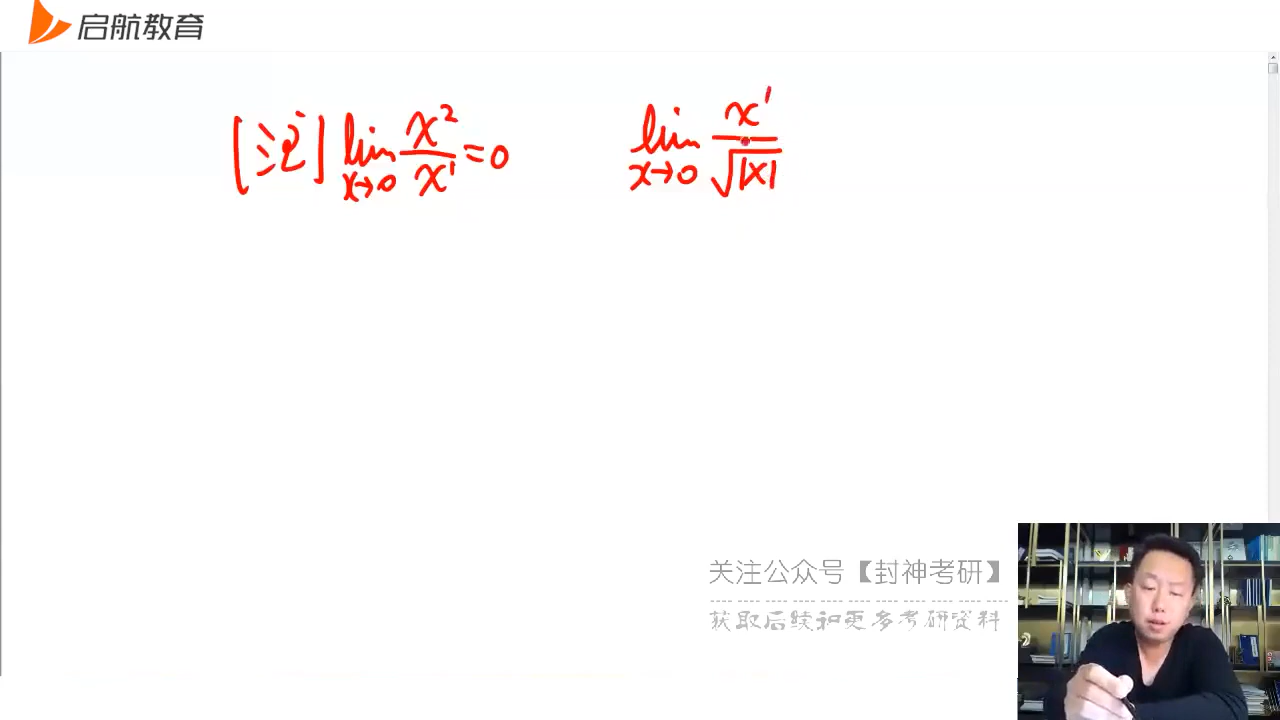 启航教育
[注] lim x→0 x²/x¹ = 0
lim x→0 x¹/√|x|
关注公众号【封神考研】
获取后续和更多考研资料